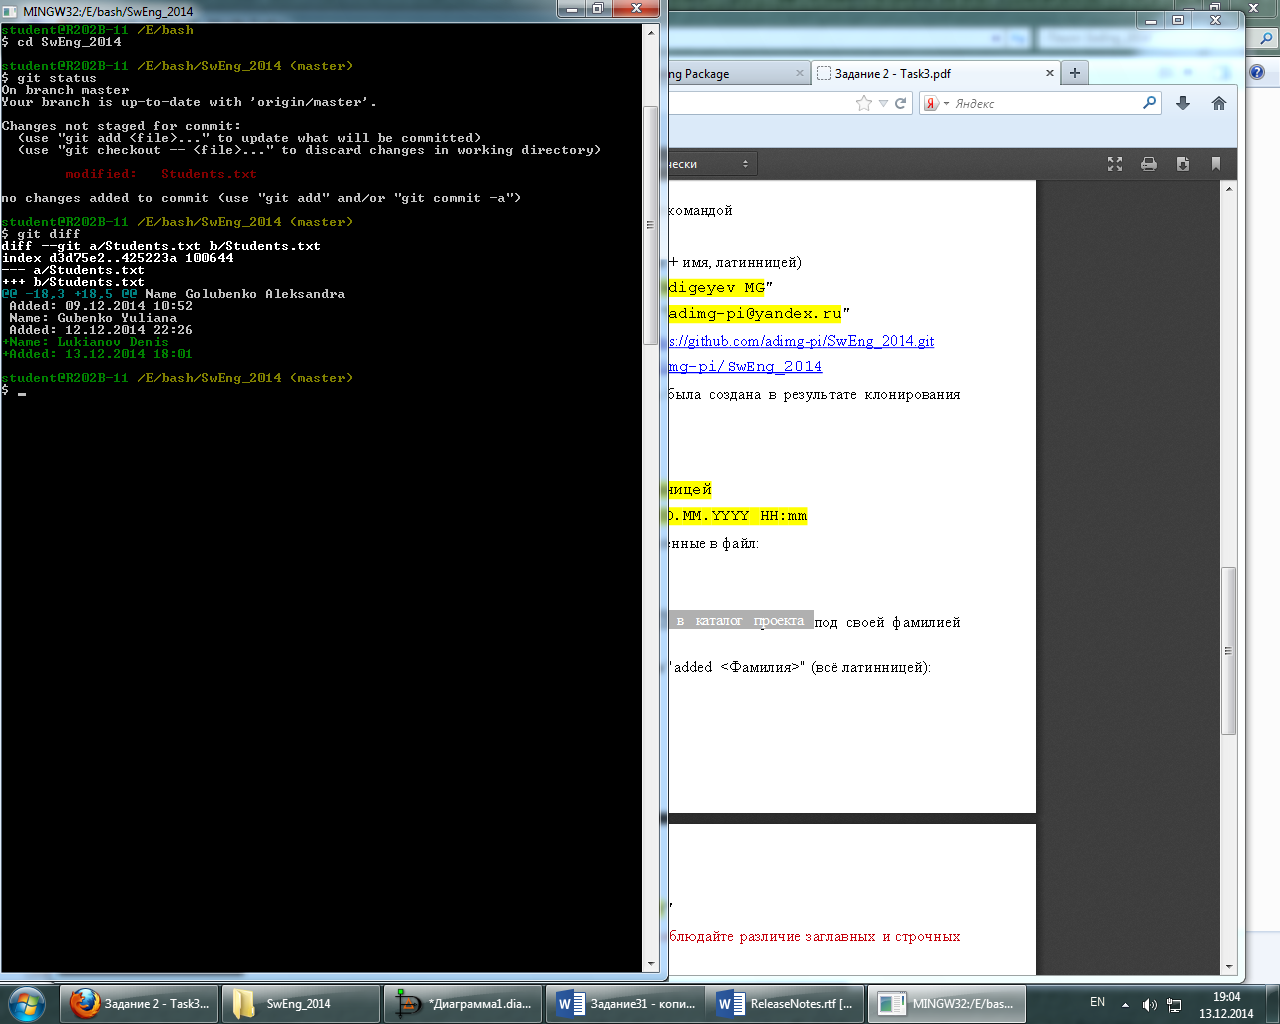 MINGW32:/E/bash/SwEng_2014
student@R202B-11 /E/bash
$ cd SwEng_2014
student@R202B-11 /E/bash/SwEng_2014 (master)
$ git status
On branch master
Your branch is up-to-date with 'origin/master'.
Changes not staged for commit:
(use "git add <file>..." to update what will be committed)
(use "git checkout -- <file>..." to discard changes in working directory)
modified: Students.txt
no changes added to commit (use "git add" and/or "git commit -a")
student@R202B-11 /E/bash/SwEng_2014 (master)
$ git diff
diff --git a/Students.txt b/Students.txt
index d3d75e2..425223a 100644
--- a/Students.txt
+++ b/Students.txt
@@ -18,3 +18,5 @@ Name Golubenko Aleksandra
Added: 09.12.2014 10:52
Name: Gubenko Yuliana
Added: 12.12.2014 22:26
+Name: Lukianov Denis
+Added: 13.12.2014 18:01
student@R202B-11 /E/bash/SwEng_2014 (master)
$
ng Package
Задание 2 - Task3.pdf
Яндекс
чески
командой
+ имя, латинницей)
digeyev MG"
adimg-pi@yandex.ru"
s://github.com/adimg-pi/SwEng_2014.git
mg-pi/SwEng_2014
была создана в результате клонирования
ницей
D.MM.YYYY HH:mm
енные в файл:
в каталог проекта под своей фамилией
"added <Фамилия>" (всё латинницей):
блюдайте различие заглавных и строчных
Задание 2 - Task3...
SwEng_2014
*Диаграмма1.dia...
Задание31 - копи...
ReleaseNotes.rtf [...
MINGW32:/E/bas...
EN
19:04
13.12.2014